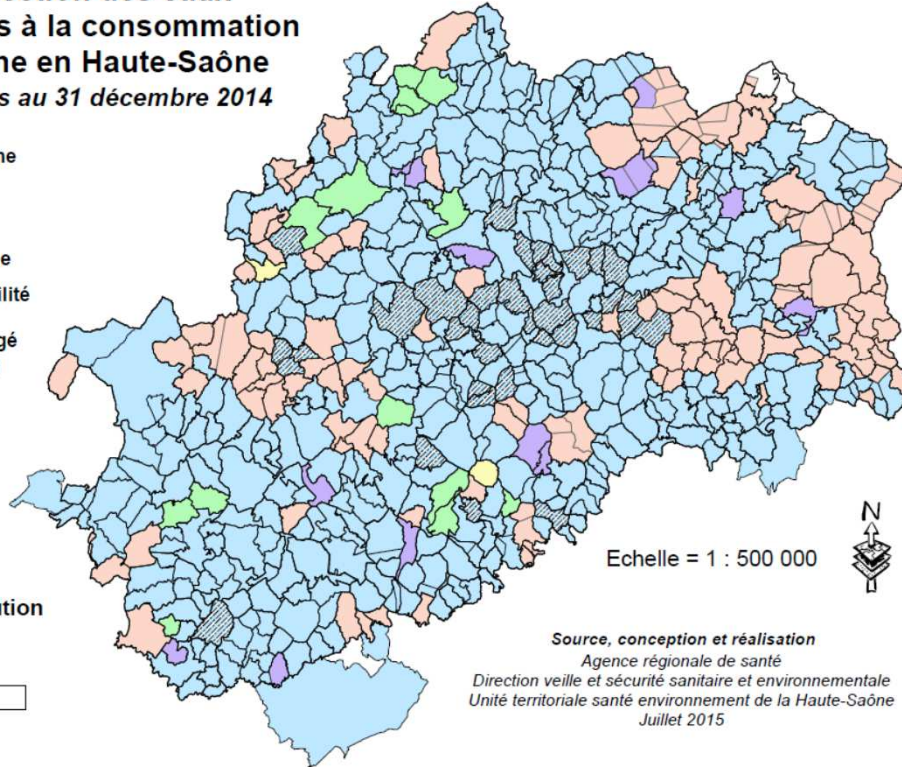 s à la consommation
ne en Haute-Saône
s au 31 décembre 2014
ne
e
ilité
gé
Echelle = 1 : 500 000
N
ution
Source, conception et réalisation
Agence régionale de santé
Direction veille et sécurité sanitaire et environnementale
Unité territoriale santé environnement de la Haute-Saône
Juillet 2015